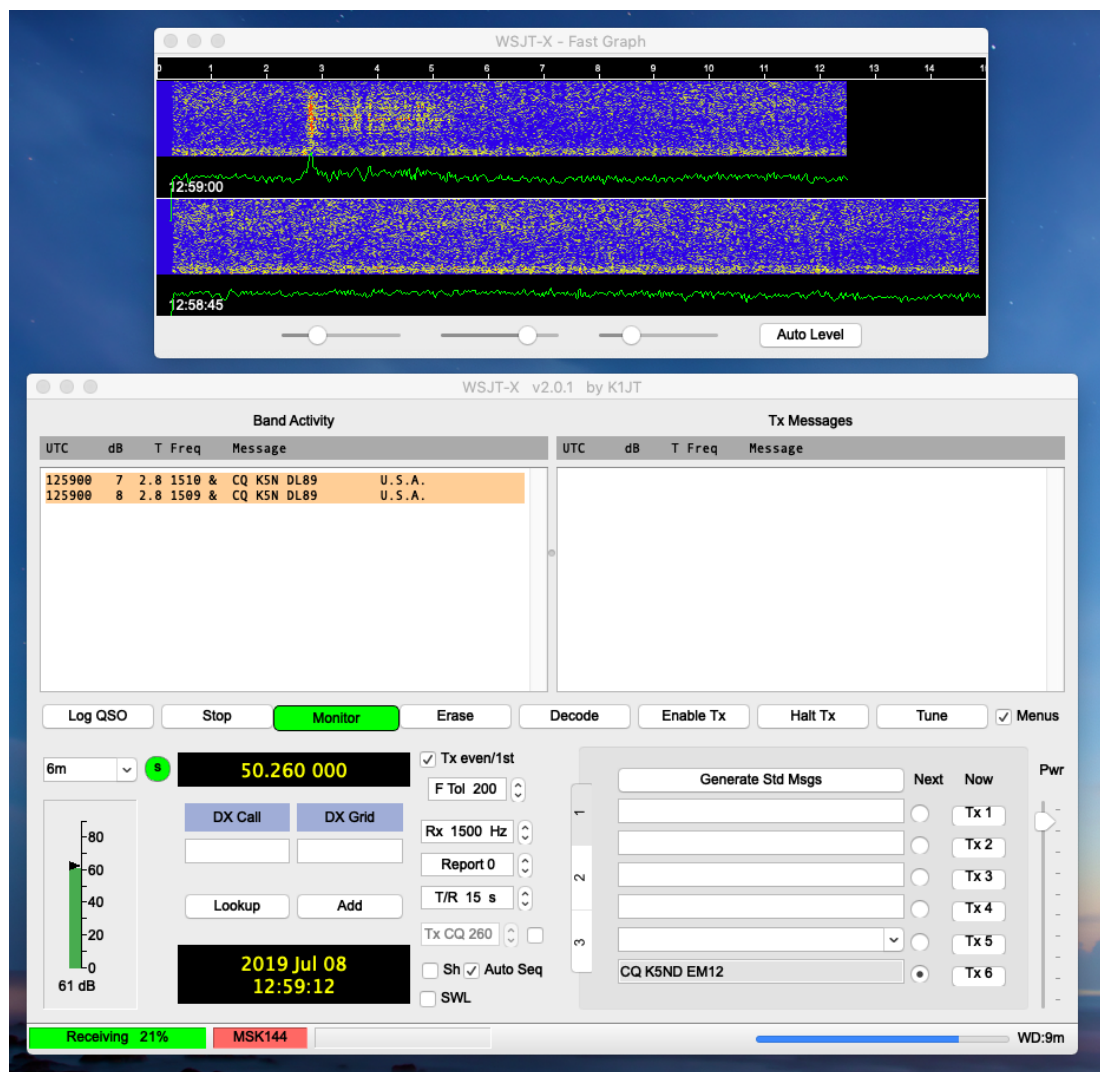 WSJT-X - Fast Graph
0 1 2 3 4 5 6 7 8 9 10 11 12 13 14
12:59:00
12:58:45
Auto Level
WSJT-X v2.0.1 by K1JT
Band Activity Tx Messages
UTC dB T Freq Message UTC dB T Freq Message
125900 7 2.8 1510 & CQ K5N DL89 U.S.A.
125900 8 2.8 1509 & CQ K5N DL89 U.S.A.
Log QSO Stop Monitor Erase Decode Enable Tx Halt Tx Tune Menus
6m S 50.260 000 Tx even/1st Pwr
F Tol 200 Generate Std Msgs Next Now
DX Call DX Grid 1 Tx 1
-80 Rx 1500 Hz Tx 2
-60 Report 0 2 Tx 3
-40 Lookup Add T/R 15 s Tx 4
-20 Tx CQ 260 3 Tx 5
-0 2019 Jul 08 Sh Auto Seq CQ K5ND EM12 Tx 6
61 dB 12:59:12 SWL
Receiving 21% MSK144 WD:9m